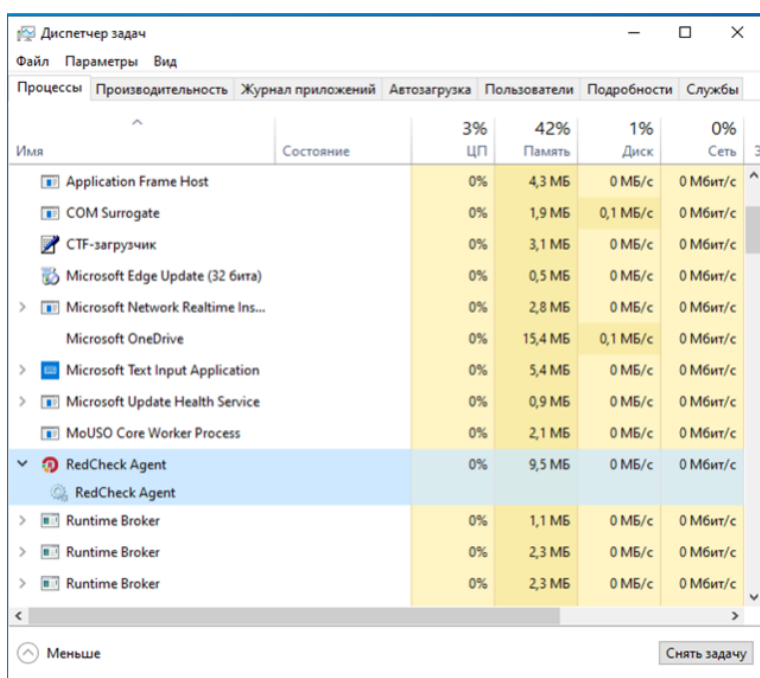 Диспетчер задач
Файл Параметры Вид
Процессы Производительность Журнал приложений Автозагрузка Пользователи Подробности Службы
3% 42% 1% 0%
Имя Состояние ЦП Память Диск Сеть
Application Frame Host 0% 4,3 МБ 0 МБ/с 0 Мбит/с
COM Surrogate 0% 1,9 МБ 0,1 МБ/с 0 Мбит/с
CTF-загрузчик 0% 3,1 МБ 0 МБ/с 0 Мбит/с
Microsoft Edge Update (32 бита) 0% 0,5 МБ 0 МБ/с 0 Мбит/с
Microsoft Network Realtime Ins... 0% 2,8 МБ 0 МБ/с 0 Мбит/с
Microsoft OneDrive 0% 15,4 МБ 0,1 МБ/с 0 Мбит/с
Microsoft Text Input Application 0% 5,4 МБ 0 МБ/с 0 Мбит/с
Microsoft Update Health Service 0% 0,9 МБ 0 МБ/с 0 Мбит/с
MoUSO Core Worker Process 0% 2,1 МБ 0 МБ/с 0 Мбит/с
RedCheck Agent 0% 9,5 МБ 0 МБ/с 0 Мбит/с
RedCheck Agent
Runtime Broker 0% 1,1 МБ 0 МБ/с 0 Мбит/с
Runtime Broker 0% 2,3 МБ 0 МБ/с 0 Мбит/с
Runtime Broker 0% 2,3 МБ 0 МБ/с 0 Мбит/с
Меньше Снять задачу